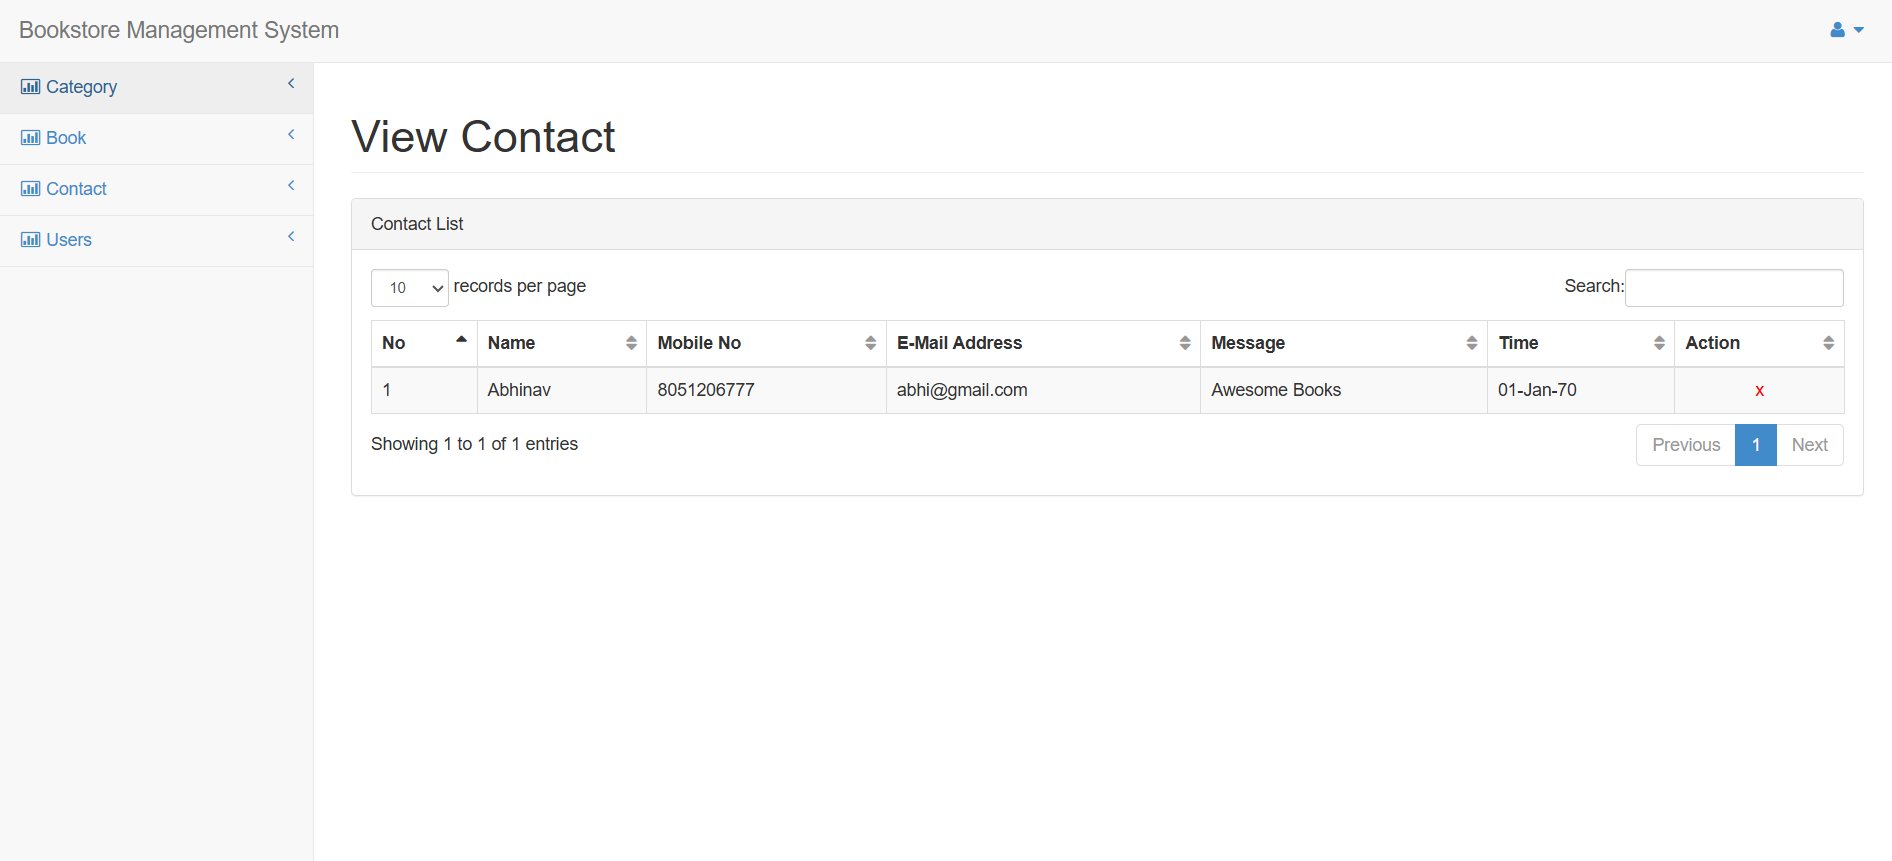 Bookstore Management System
Category
Book
Contact
Users
View Contact
Contact List
10 records per page Search:
No Name Mobile No E-Mail Address Message Time Action
1 Abhinav 8051206777 abhi@gmail.com Awesome Books 01-Jan-70 x
Showing 1 to 1 of 1 entries Previous 1 Next